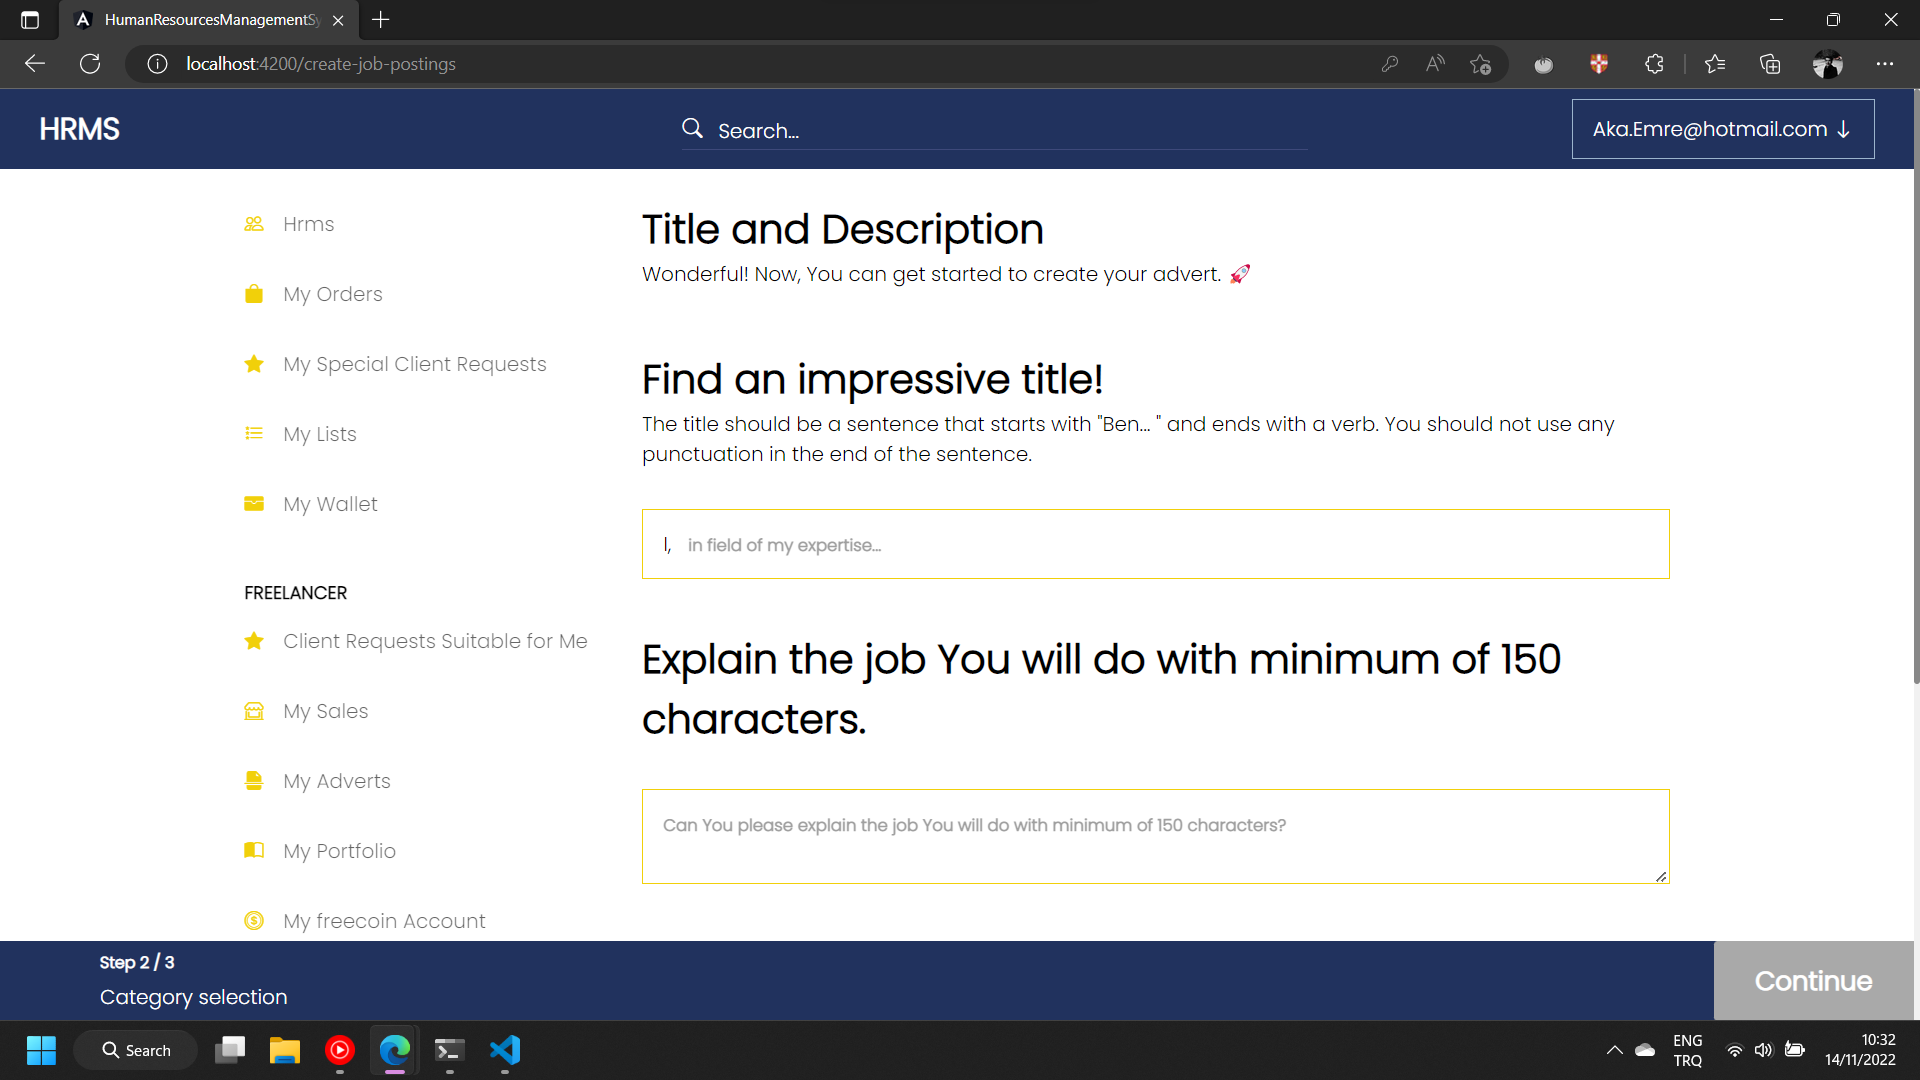 HumanResourcesManagementSy
localhost:4200/create-job-postings
HRMS
Search...
Aka.Emre@hotmail.com ↓
Hrms
My Orders
My Special Client Requests
My Lists
My Wallet
FREELANCER
Client Requests Suitable for Me
My Sales
My Adverts
My Portfolio
My freecoin Account
Title and Description
Wonderful! Now, You can get started to create your advert. 🚀
Find an impressive title!
The title should be a sentence that starts with "Ben... " and ends with a verb. You should not use any
punctuation in the end of the sentence.
I, in field of my expertise...
Explain the job You will do with minimum of 150
characters.
Can You please explain the job You will do with minimum of 150 characters?
Step 2 / 3
Category selection
Continue
Search
ENG
TRQ
10:32
14/11/2022